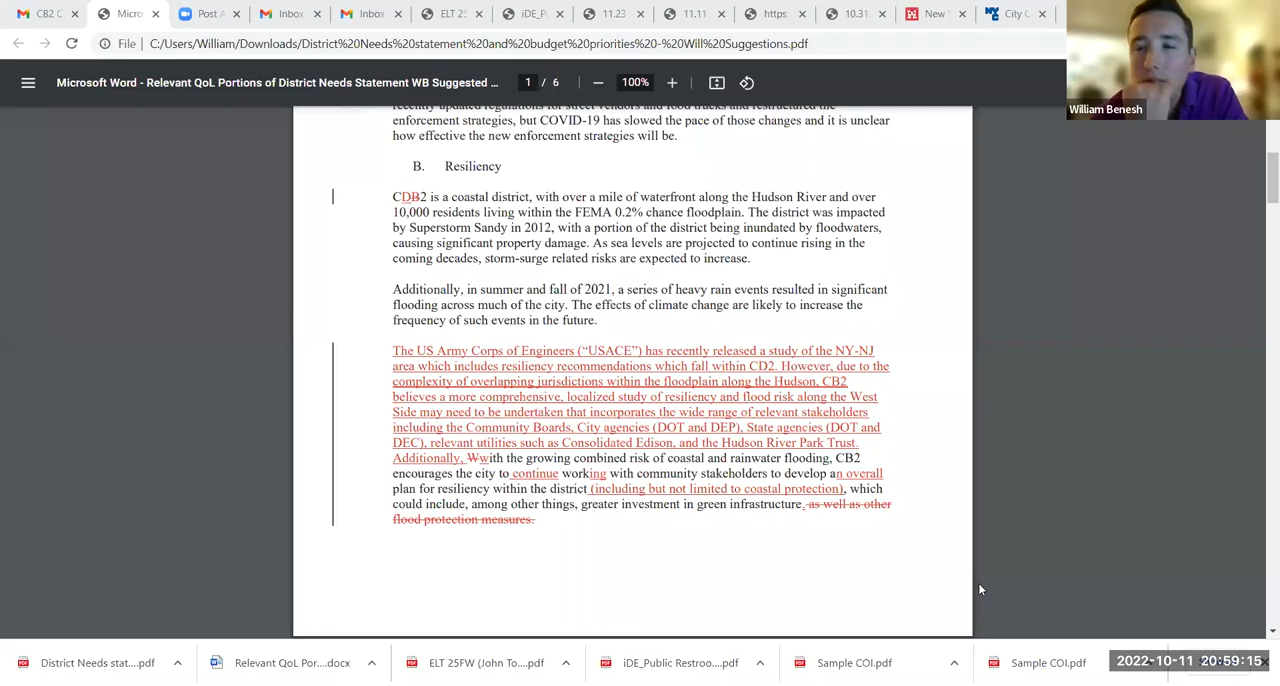 CB2 C
Micro
Post A
Inbox
Inbox
ELT 25
iDE_P
11.23
11.11
https:
10.31.
New
City C
File
C:/Users/William/Downloads/District%20Needs%20statement%20and%20budget%20priorities%20-%20Will%20Suggestions.pdf
William Benesh
Microsoft Word - Relevant QoL Portions of District Needs Statement WB Suggested ...
1 / 6
100%
recently updated regulations for street vendors and food trucks and restructured the
enforcement strategies, but COVID-19 has slowed the pace of those changes and it is unclear
how effective the new enforcement strategies will be.
B. Resiliency
CDB2 is a coastal district, with over a mile of waterfront along the Hudson River and over
10,000 residents living within the FEMA 0.2% chance floodplain. The district was impacted
by Superstorm Sandy in 2012, with a portion of the district being inundated by floodwaters,
causing significant property damage. As sea levels are projected to continue rising in the
coming decades, storm-surge related risks are expected to increase.
Additionally, in summer and fall of 2021, a series of heavy rain events resulted in significant
flooding across much of the city. The effects of climate change are likely to increase the
frequency of such events in the future.
The US Army Corps of Engineers (“USACE”) has recently released a study of the NY-NJ
area which includes resiliency recommendations which fall within CD2. However, due to the
complexity of overlapping jurisdictions within the floodplain along the Hudson, CB2
believes a more comprehensive, localized study of resiliency and flood risk along the West
Side may need to be undertaken that incorporates the wide range of relevant stakeholders
including the Community Boards, City agencies (DOT and DEP), State agencies (DOT and
DEC), relevant utilities such as Consolidated Edison, and the Hudson River Park Trust.
Additionally, Wwith the growing combined risk of coastal and rainwater flooding, CB2
encourages the city to continue working with community stakeholders to develop an overall
plan for resiliency within the district (including but not limited to coastal protection), which
could include, among other things, greater investment in green infrastructure. as well as other
flood protection measures.
District Needs stat....pdf
Relevant QoL Por....docx
ELT 25FW (John To....pdf
iDE_Public Restroo....pdf
Sample COI.pdf
Sample COI.pdf
2022-10-11 20:59:15